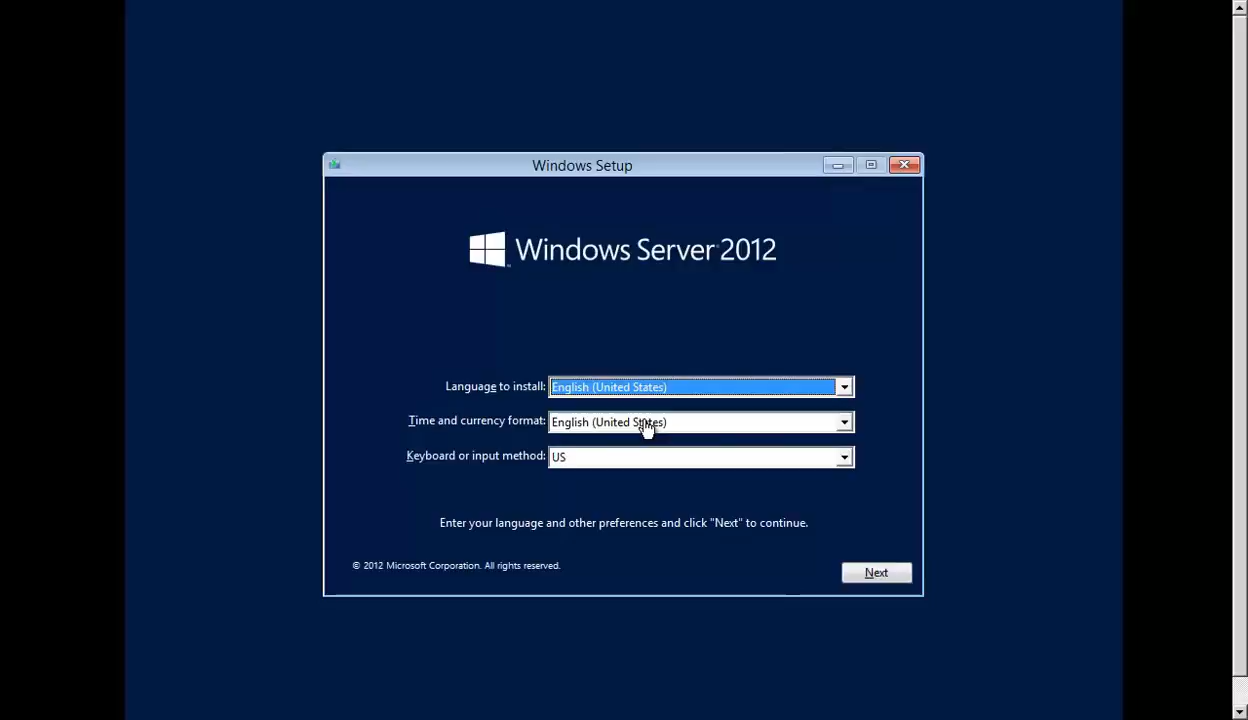 Windows Setup
Windows Server 2012
Language to install: English (United States)
Time and currency format: English (United States)
Keyboard or input method: US
Enter your language and other preferences and click "Next" to continue.
© 2012 Microsoft Corporation. All rights reserved.
Next